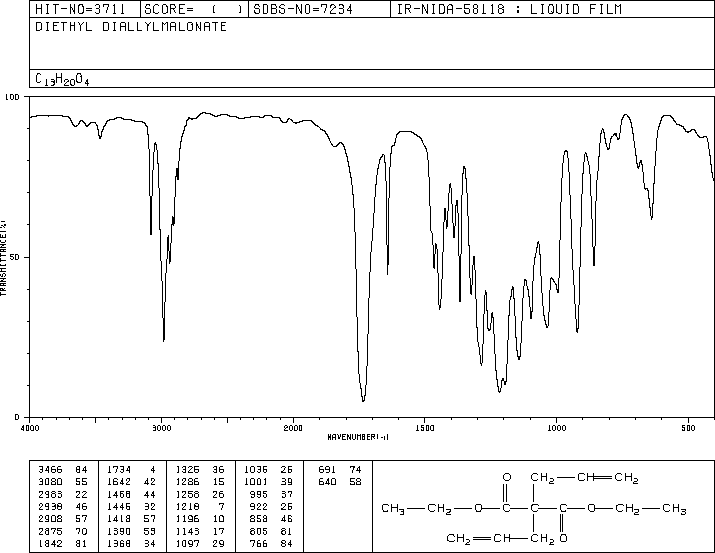 HIT-NO=3711 SCORE= ( ) SDBS-NO=7234 IR-NIDA-58118 : LIQUID FILM
DIETHYL DIALLYLMALONATE
C13H20O4
100
50
0
TRANSMITTANCE(%)
4000 3000 2000 1500 1000 500
WAVENUMBER(-1)
3466 84 1734 4 1325 36 1036 26 691 74
3080 55 1642 42 1286 15 1001 39 640 58
2983 22 1468 44 1258 26 995 37
2938 46 1446 32 1218 7 922 25
2908 57 1418 57 1196 10 858 46
2875 70 1390 55 1143 17 805 81
1842 81 1368 34 1097 29 766 84
O CH2 CH CH2
CH3 CH2 O C C C O CH2 CH3
CH2 CH CH2 O